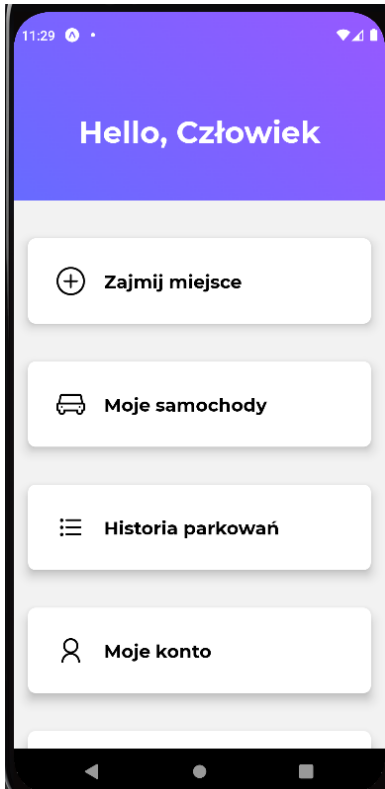 11:29
Hello, Człowiek
Zajmij miejsce
Moje samochody
Historia parkowań
Moje konto